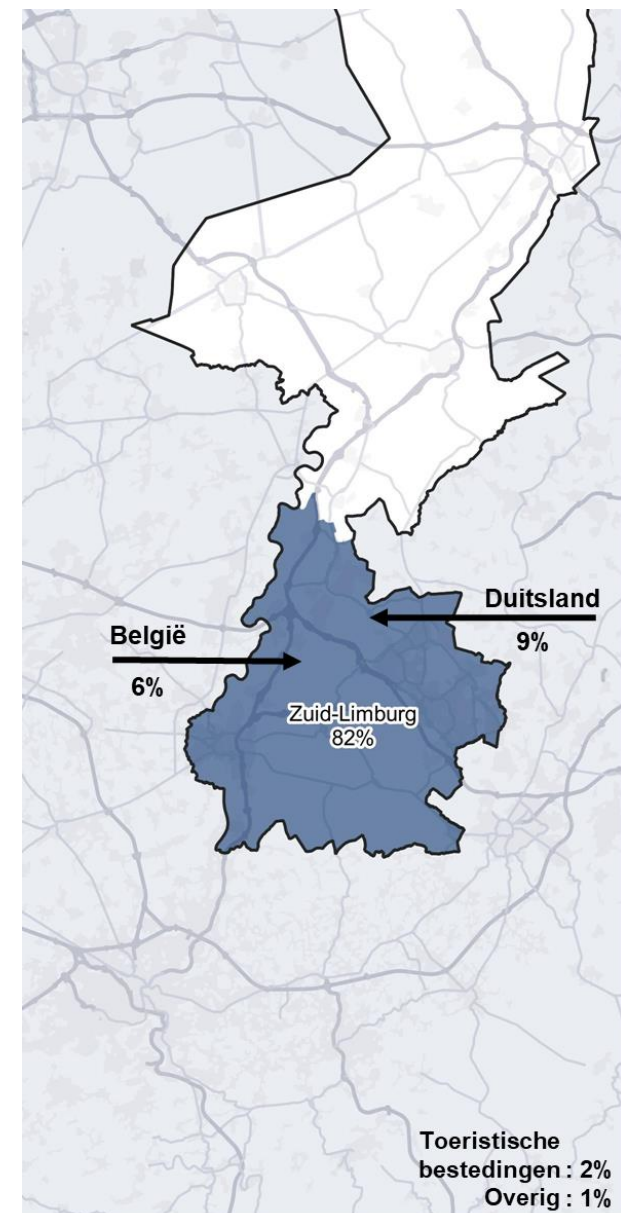 Duitsland
9%
België
6%
Zuid-Limburg
82%
Toeristische
bestedingen : 2%
Overig : 1%